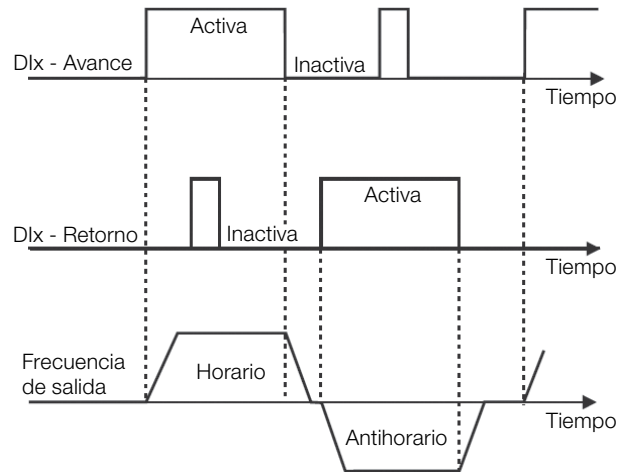 Activa
DIx - Avance
Inactiva
Tiempo
Activa
DIx - Retorno
Inactiva
Tiempo
Frecuencia
de salida
Horario
Tiempo
Antihorario